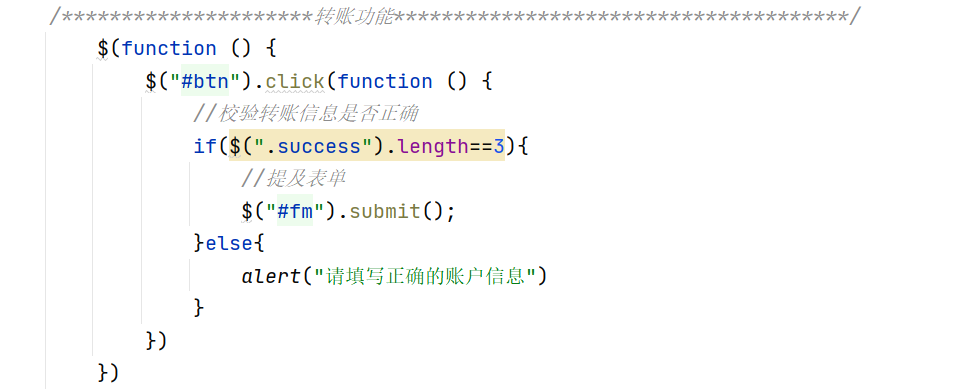 /*********************转账功能**************************************/
$(function () {
$("#btn").click(function () {
//校验转账信息是否正确
if($(".success").length==3){
//提及表单
$("#fm").submit();
}else{
alert("请填写正确的账户信息")
}
})
})